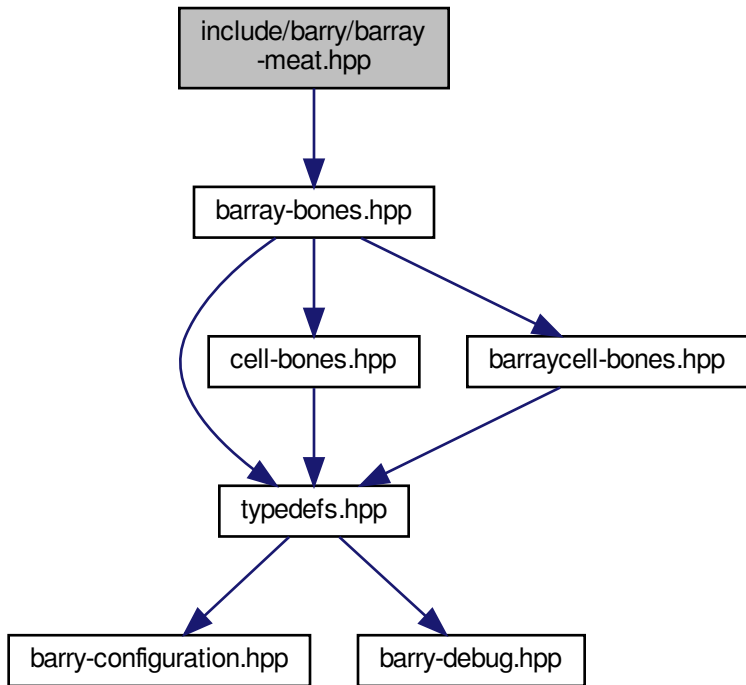 include/barry/barray
-meat.hpp
barray-bones.hpp
cell-bones.hpp
barraycell-bones.hpp
typedefs.hpp
barry-configuration.hpp
barry-debug.hpp